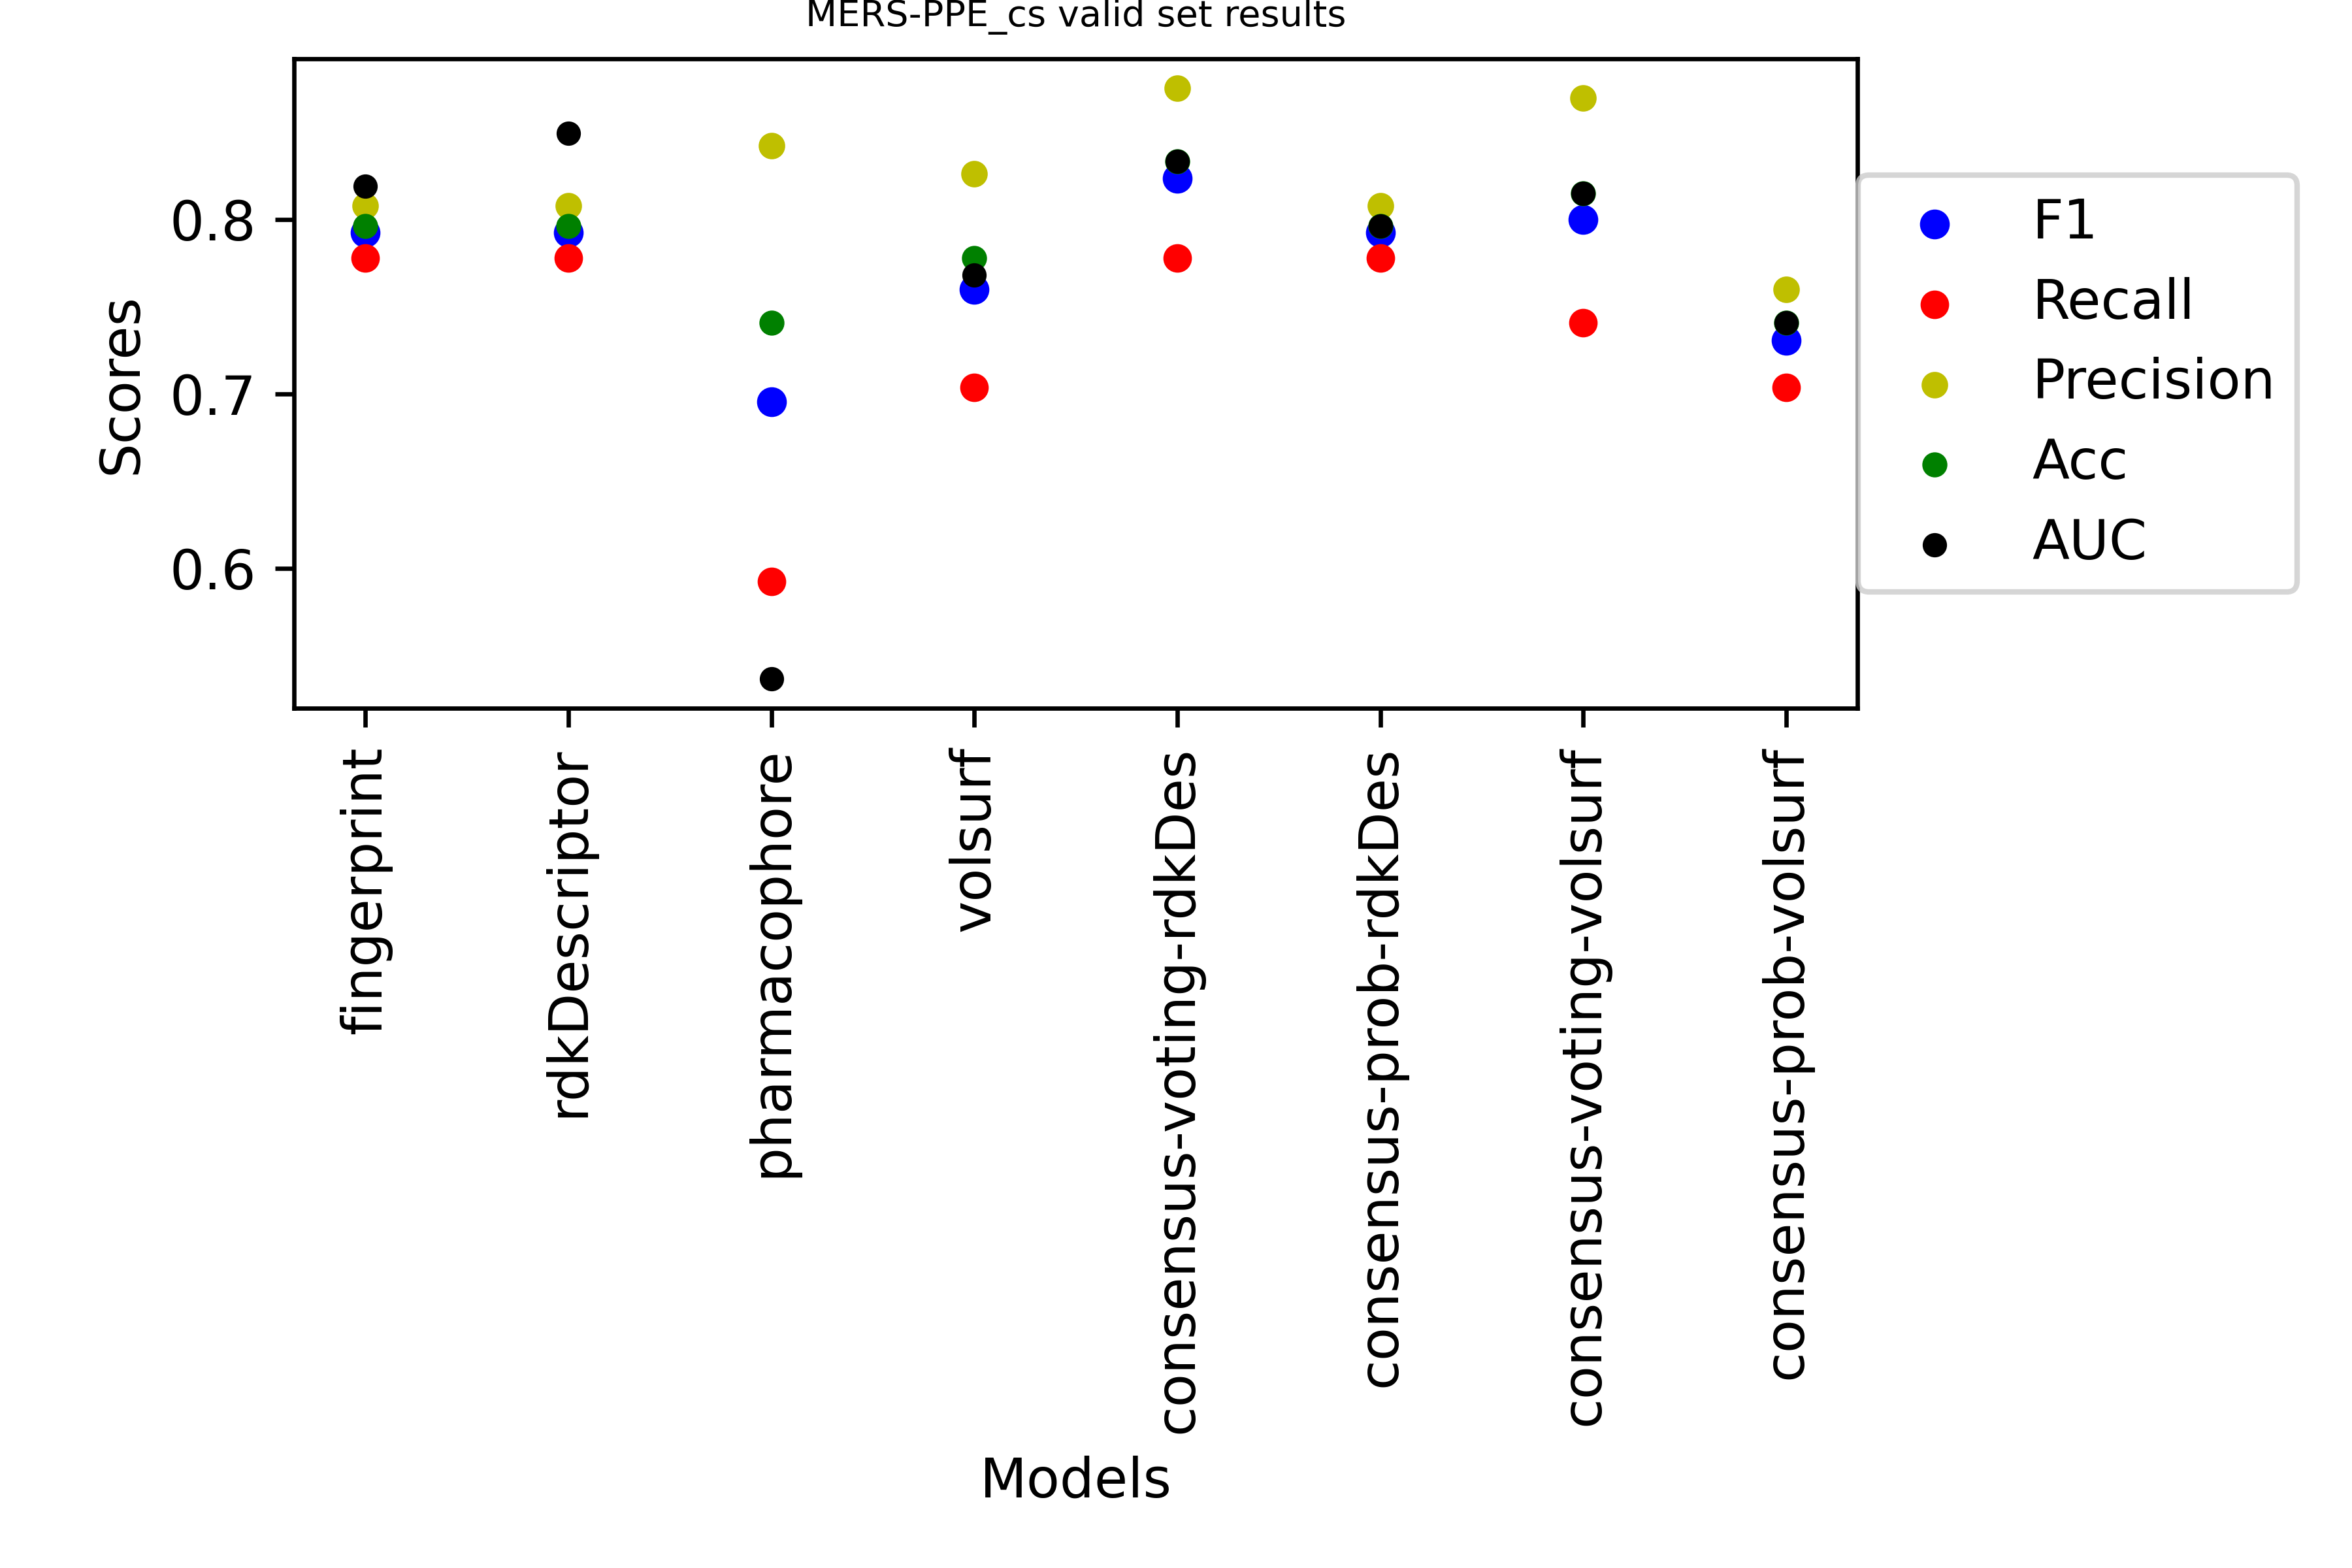 MERS-PPE_cs valid set results
Scores
0.8
0.7
0.6
F1
Recall
Precision
Acc
AUC
fingerprint
rdkDescriptor
pharmacophore
volsurf
consensus-voting-rdkDes
consensus-prob-rdkDes
consensus-voting-volsurf
consensus-prob-volsurf
Models